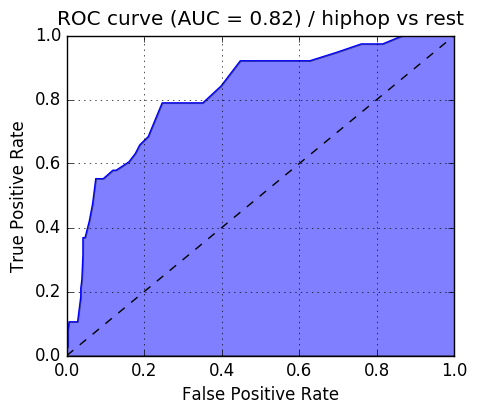 ROC curve (AUC = 0.82) / hiphop vs rest
True Positive Rate
1.0
0.8
0.6
0.4
0.2
0.0
0.0 0.2 0.4 0.6 0.8 1.0
False Positive Rate